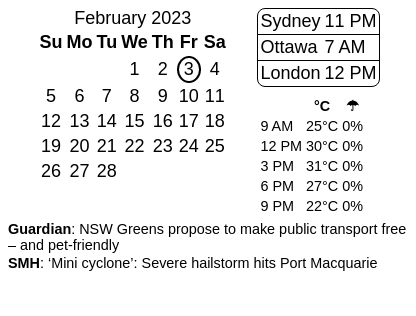 February 2023
Su Mo Tu We Th Fr Sa
1 2 3 4
5 6 7 8 9 10 11
12 13 14 15 16 17 18
19 20 21 22 23 24 25
26 27 28
Sydney 11 PM
Ottawa 7 AM
London 12 PM
°C ☂
9 AM 25°C 0%
12 PM 30°C 0%
3 PM 31°C 0%
6 PM 27°C 0%
9 PM 22°C 0%
Guardian: NSW Greens propose to make public transport free
– and pet-friendly
SMH: ‘Mini cyclone’: Severe hailstorm hits Port Macquarie